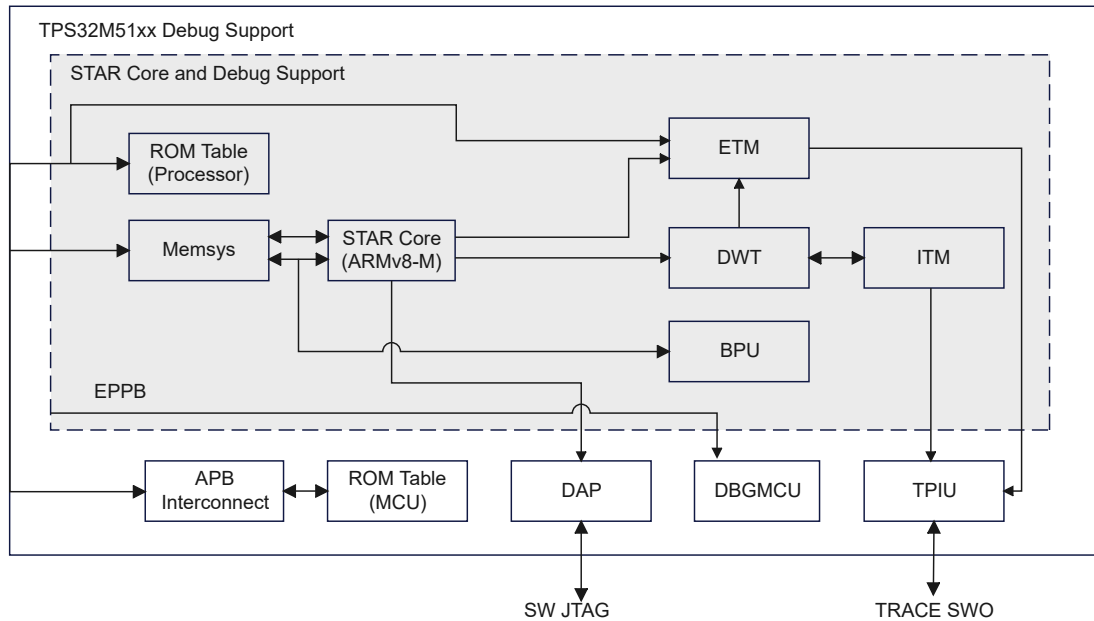 TPS32M51xx Debug Support
STAR Core and Debug Support
ROM Table
(Processor)
ETM
Memsys
STAR Core
(ARMv8-M)
DWT
ITM
BPU
EPPB
APB
Interconnect
ROM Table
(MCU)
DAP
DBGMCU
TPIU
SW JTAG
TRACE SWO